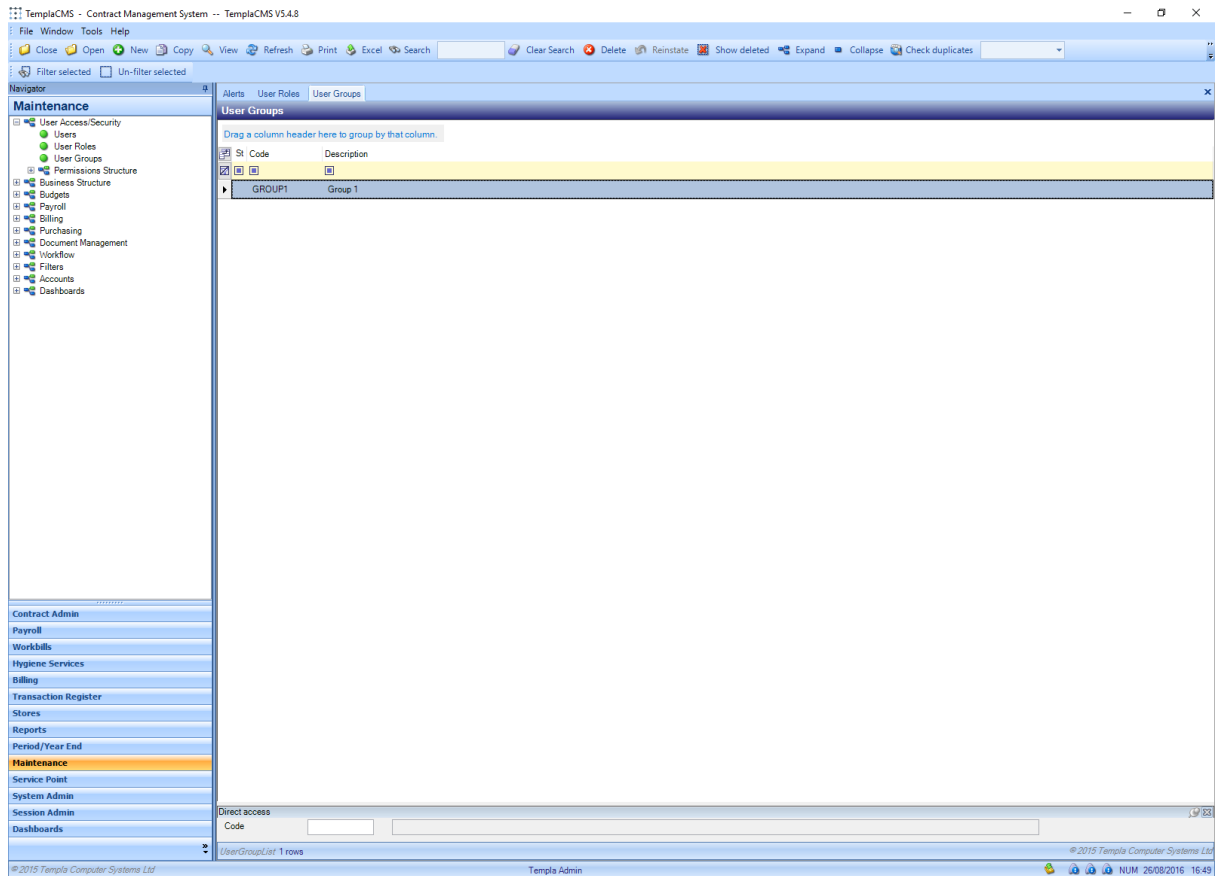 TemplaCMS - Contract Management System -- TemplaCMS V5.4.8
File Window Tools Help
Close Open New Copy View Refresh Print Excel Search Clear Search Delete Reinstate Show deleted Expand Collapse Check duplicates
Filter selected Un-filter selected
Navigator
Maintenance
User Access/Security
Users
User Roles
User Groups
Permissions Structure
Business Structure
Budgets
Payroll
Billing
Purchasing
Document Management
Workflow
Filters
Accounts
Dashboards
Contract Admin
Payroll
Workbills
Hygiene Services
Billing
Transaction Register
Stores
Reports
Period/Year End
Maintenance
Service Point
System Admin
Session Admin
Dashboards
Alerts User Roles User Groups
User Groups
Drag a column header here to group by that column.
St Code Description
GROUP1 Group 1
Direct access
Code
UserGroupList 1 rows
© 2015 Templa Computer Systems Ltd
© 2015 Templa Computer Systems Ltd Templa Admin NUM 26/08/2016 16:49